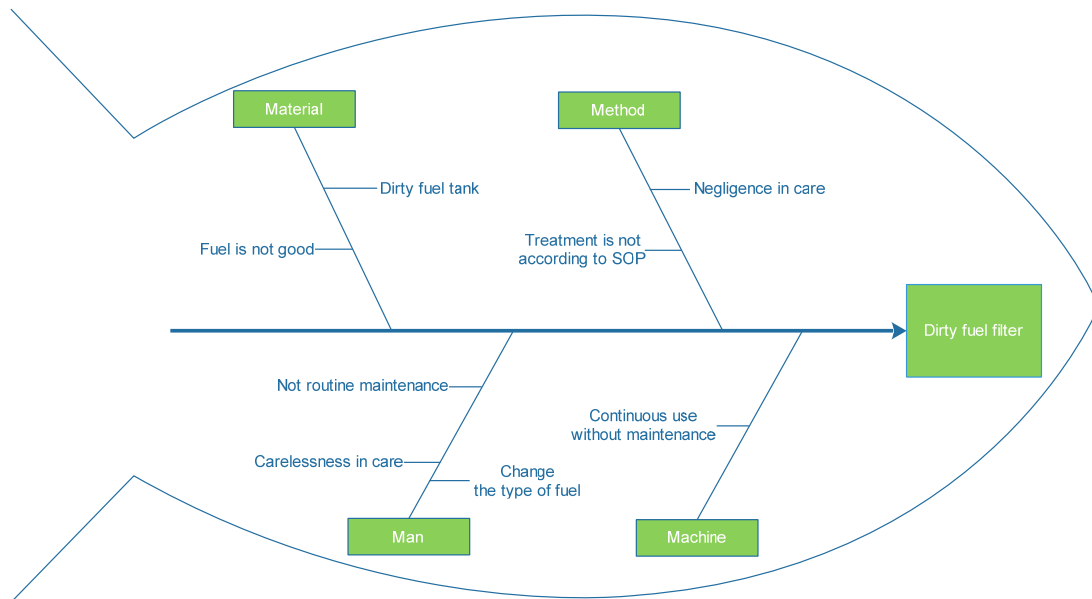 Material
Method
Dirty fuel tank
Negligence in care
Fuel is not good
Treatment is not
according to SOP
Dirty fuel filter
Not routine maintenance
Continuous use
without maintenance
Carelessness in care
Change
the type of fuel
Man
Machine